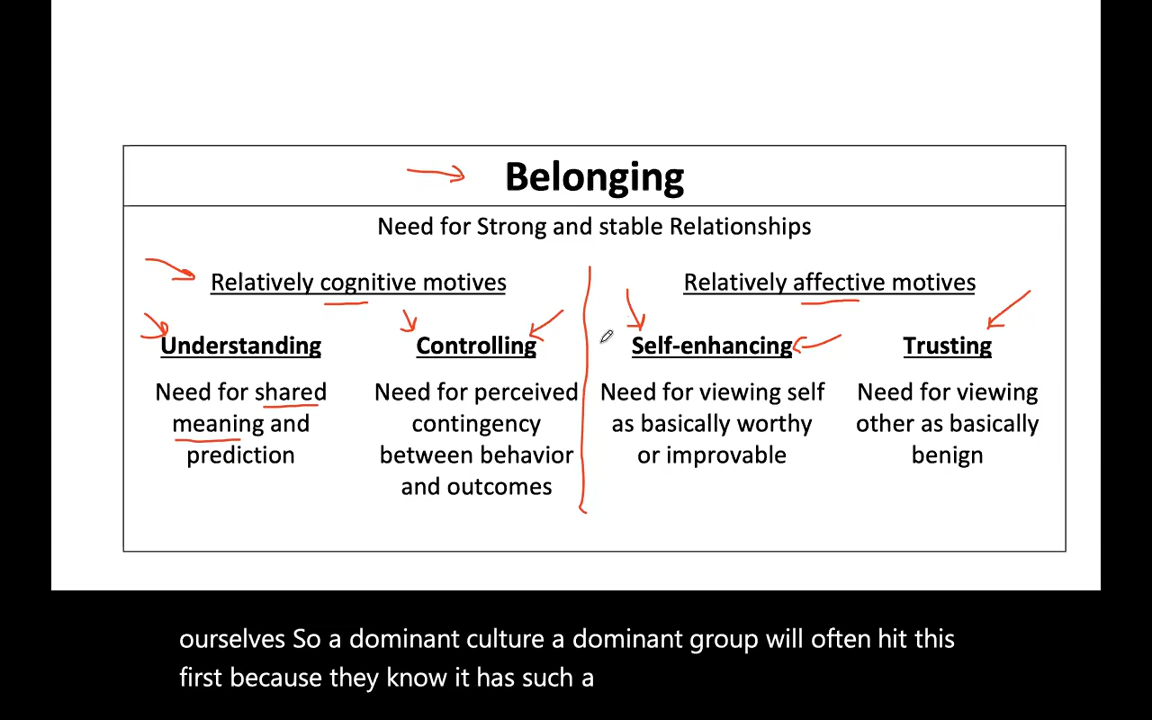 Belonging
Need for Strong and stable Relationships
Relatively cognitive motives
Relatively affective motives
Understanding
Controlling
Self-enhancing
Trusting
Need for shared
meaning and
prediction
Need for perceived
contingency
between behavior
and outcomes
Need for viewing self
as basically worthy
or improvable
Need for viewing
other as basically
benign
ourselves So a dominant culture a dominant group will often hit this
first because they know it has such a